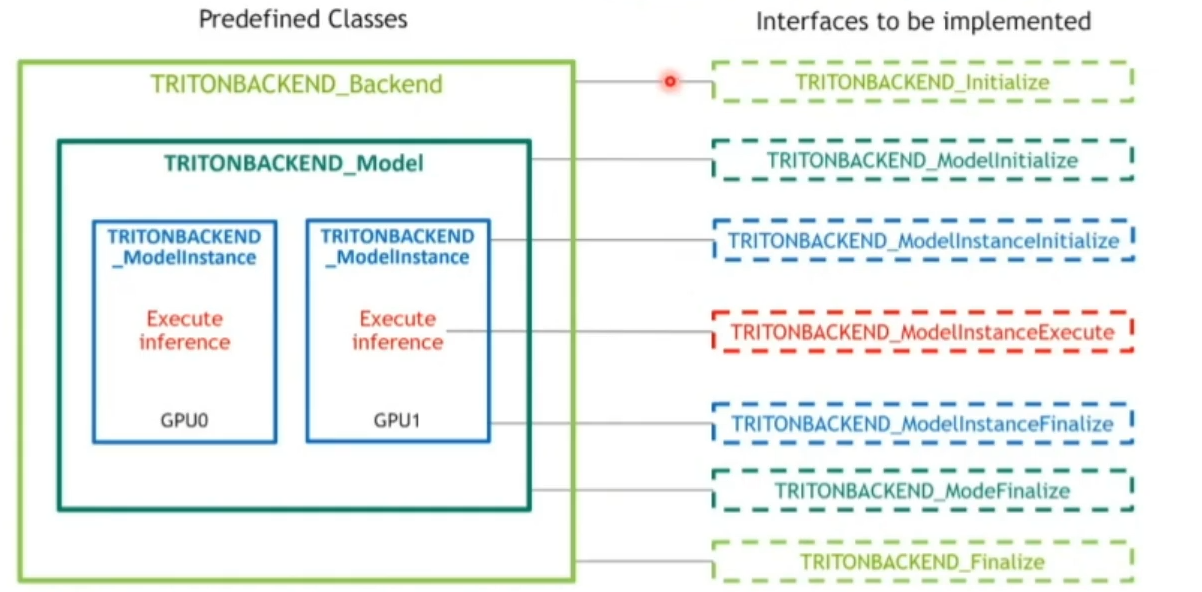 Predefined Classes
Interfaces to be implemented
TRITONBACKEND_Backend
TRITONBACKEND_Initialize
TRITONBACKEND_Model
TRITONBACKEND_ModelInitialize
TRITONBACKEND
_ModelInstance
TRITONBACKEND
_ModelInstance
TRITONBACKEND_ModelInstanceInitialize
Execute
inference
Execute
inference
TRITONBACKEND_ModelInstanceExecute
GPU0
GPU1
TRITONBACKEND_ModelInstanceFinalize
TRITONBACKEND_ModeFinalize
TRITONBACKEND_Finalize